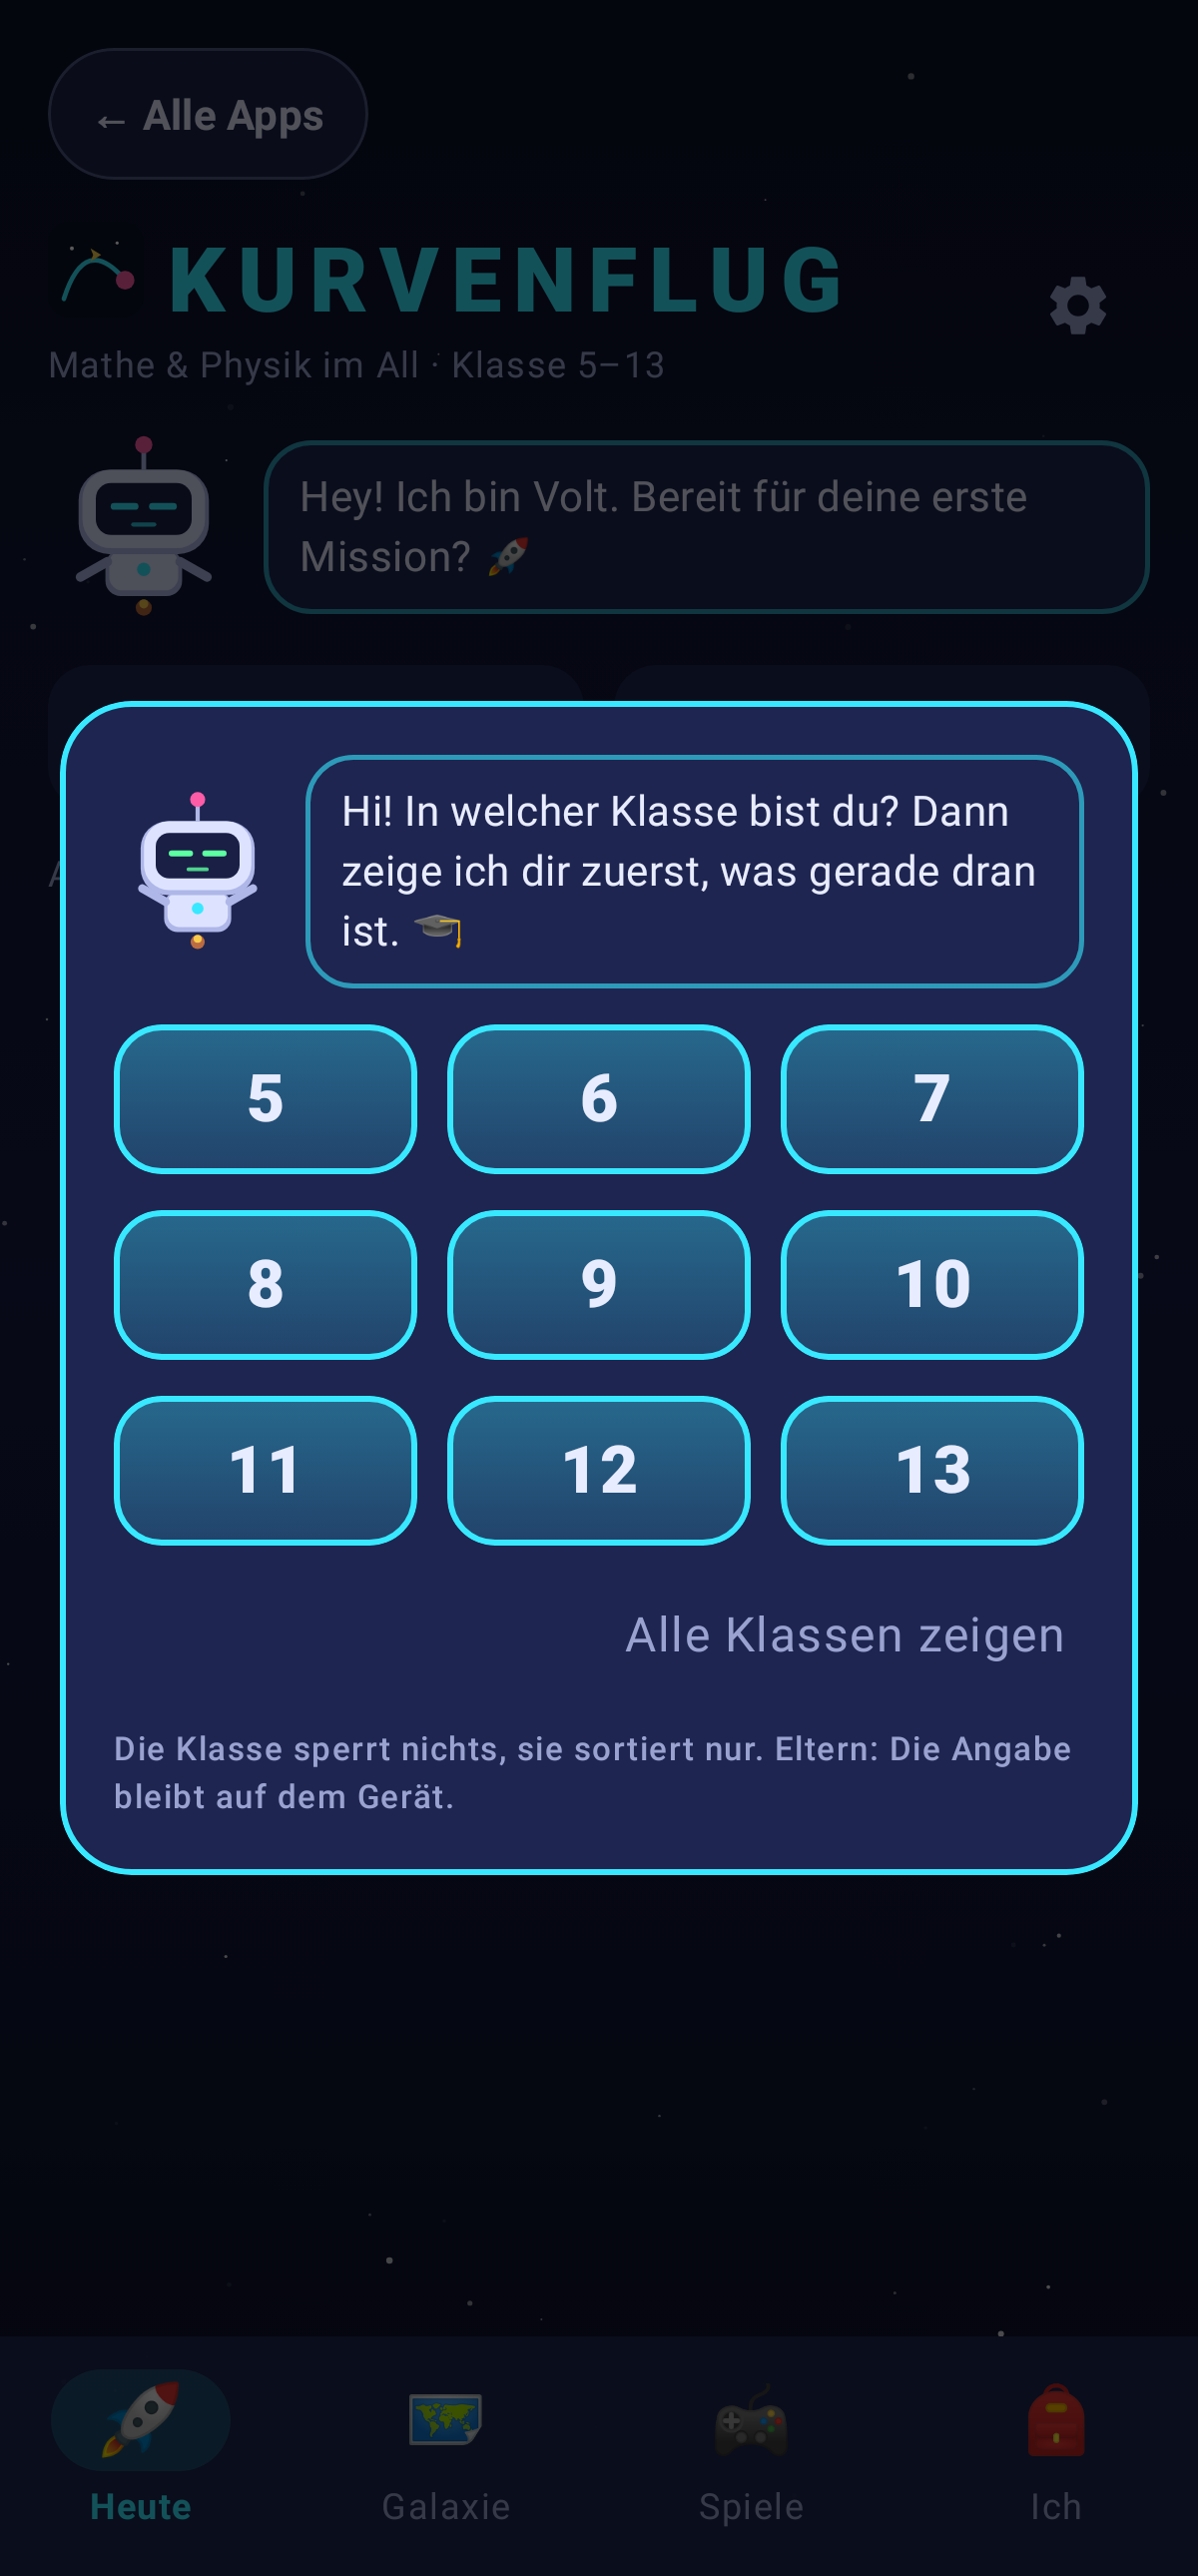 ← Alle Apps
KURVENFLUG
Mathe & Physik im All · Klasse 5–13
Hey! Ich bin Volt. Bereit für deine erste
Mission? 🚀
Hi! In welcher Klasse bist du? Dann
zeige ich dir zuerst, was gerade dran
ist. 🎓
5 6 7
8 9 10
11 12 13
Alle Klassen zeigen
Die Klasse sperrt nichts, sie sortiert nur. Eltern: Die Angabe
bleibt auf dem Gerät.
Heute Galaxie Spiele Ich